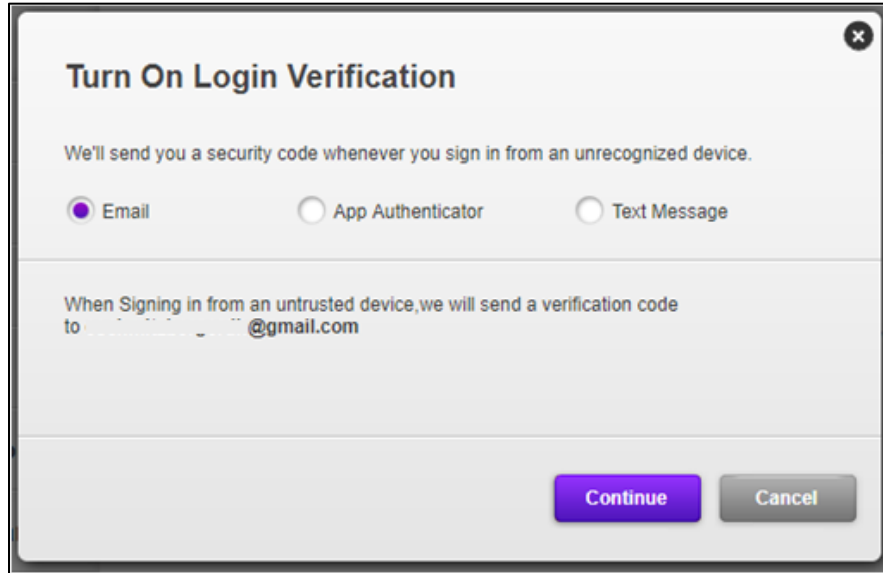 Turn On Login Verification
We'll send you a security code whenever you sign in from an unrecognized device.
Email App Authenticator Text Message
When Signing in from an untrusted device,we will send a verification code
to @gmail.com
Continue Cancel